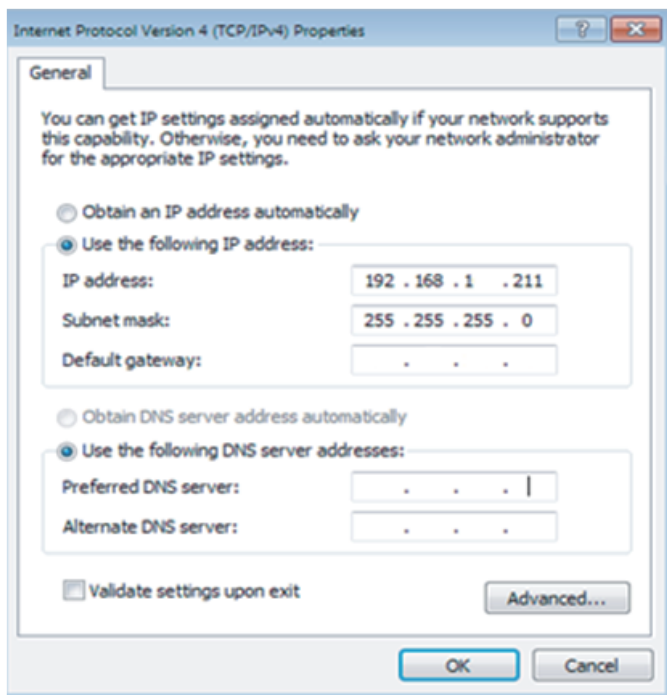 Internet Protocol Version 4 (TCP/IPv4) Properties
General
You can get IP settings assigned automatically if your network supports
this capability. Otherwise, you need to ask your network administrator
for the appropriate IP settings.
Obtain an IP address automatically
Use the following IP address:
IP address: 192 . 168 . 1 . 211
Subnet mask: 255 . 255 . 255 . 0
Default gateway: . . .
Obtain DNS server address automatically
Use the following DNS server addresses:
Preferred DNS server: . . .
Alternate DNS server: . . .
Validate settings upon exit
Advanced...
OK Cancel